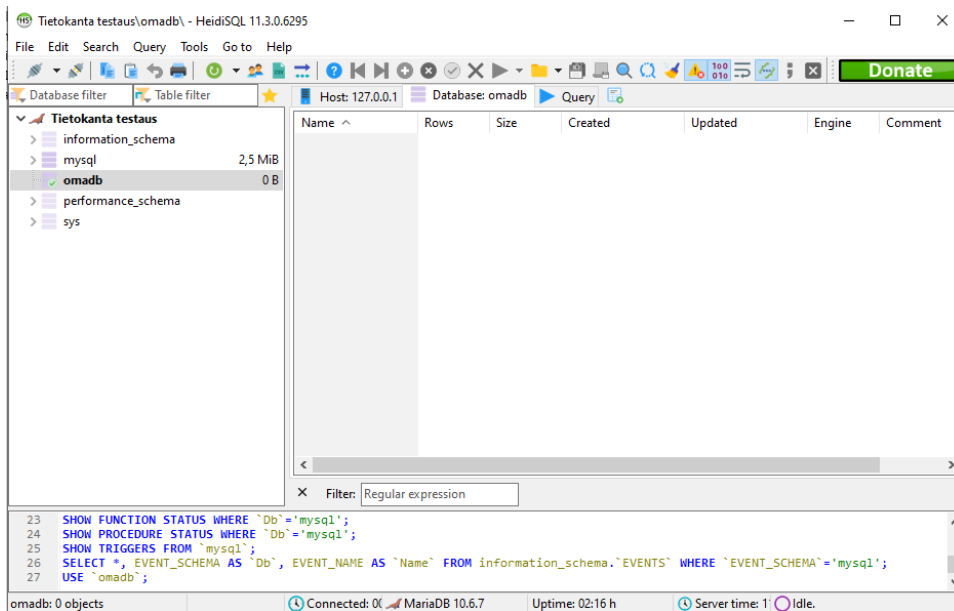 Tietokanta testaus\omadb\ - HeidiSQL 11.3.0.6295
File Edit Search Query Tools Go to Help
Donate
Database filter Table filter
Host: 127.0.0.1 Database: omadb Query
Tietokanta testaus
information_schema
mysql 2,5 MiB
omadb 0 B
performance_schema
sys
Name Rows Size Created Updated Engine Comment
Filter: Regular expression
23 SHOW FUNCTION STATUS WHERE `Db`='mysql';
24 SHOW PROCEDURE STATUS WHERE `Db`='mysql';
25 SHOW TRIGGERS FROM `mysql`;
26 SELECT *, EVENT_SCHEMA AS `Db`, EVENT_NAME AS `Name` FROM information_schema.`EVENTS` WHERE `EVENT_SCHEMA`='mysql';
27 USE `omadb`;
omadb: 0 objects Connected: MariaDB 10.6.7 Uptime: 02:16 h Server time: Idle.